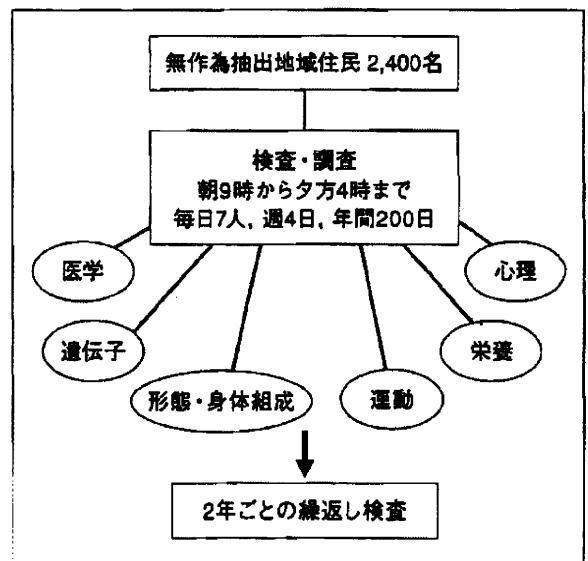 無作為抽出地域住民 2,400名
検査・調査
朝9時から夕方4時まで
毎日7人, 週4日, 年間200日
医学
心理
遺伝子
栄養
形態・身体組成
運動
2年ごとの繰返し検査